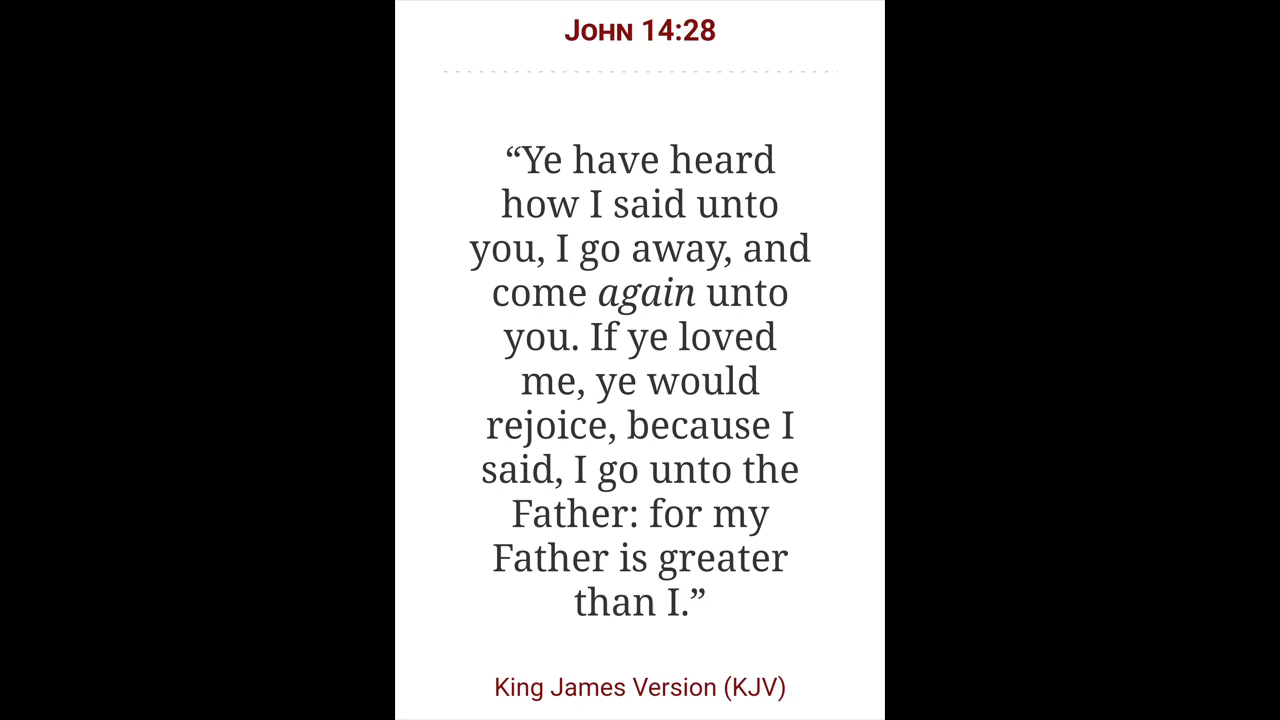 John 14:28
“Ye have heard
how I said unto
you, I go away, and
come again unto
you. If ye loved
me, ye would
rejoice, because I
said, I go unto the
Father: for my
Father is greater
than I.”
King James Version (KJV)